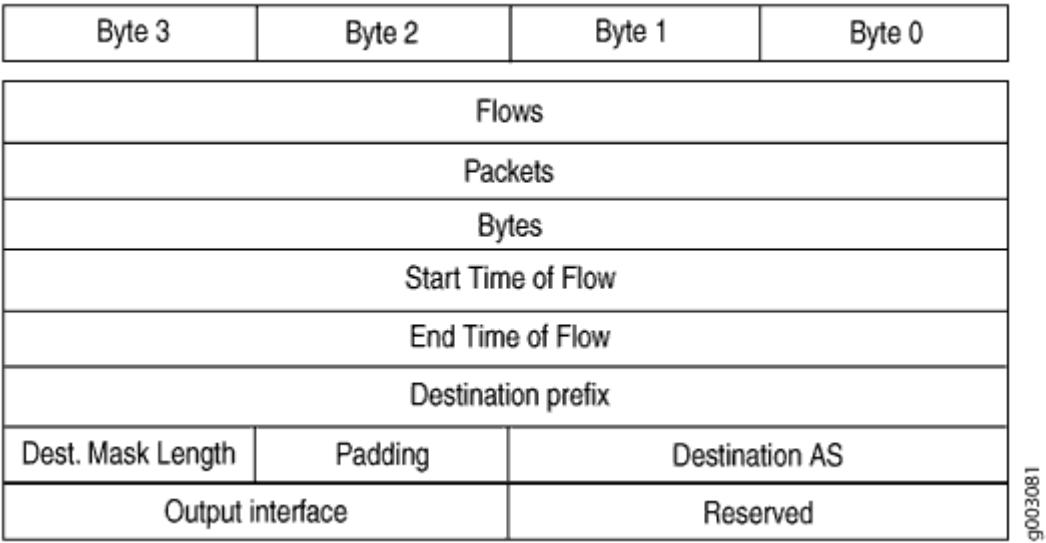 Byte 3 Byte 2 Byte 1 Byte 0
Flows
Packets
Bytes
Start Time of Flow
End Time of Flow
Destination prefix
Dest. Mask Length Padding Destination AS
Output interface Reserved
g003081